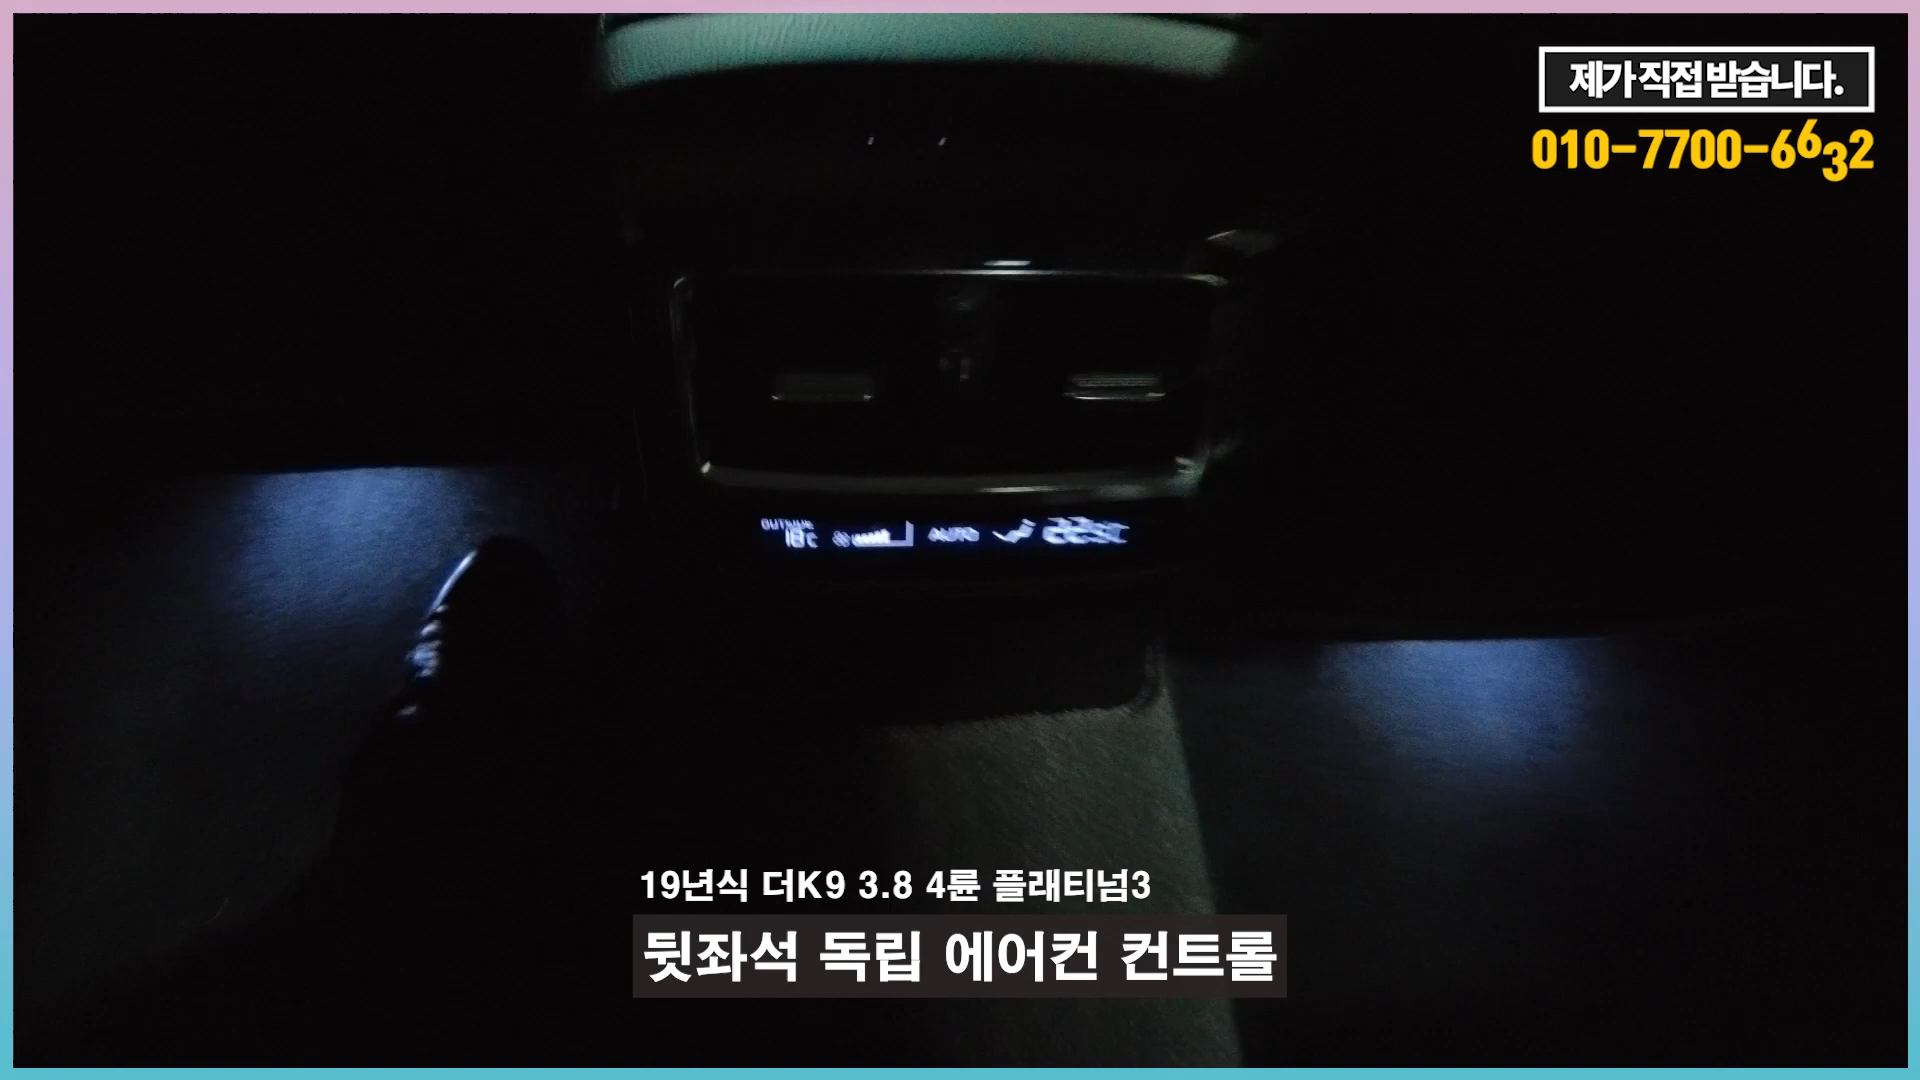 제가 직접 받습니다.
010-7700-6632
OUTSIDE
18℃ AUTO
19년식 더K9 3.8 4륜 플래티넘3
뒷좌석 독립 에어컨 컨트롤